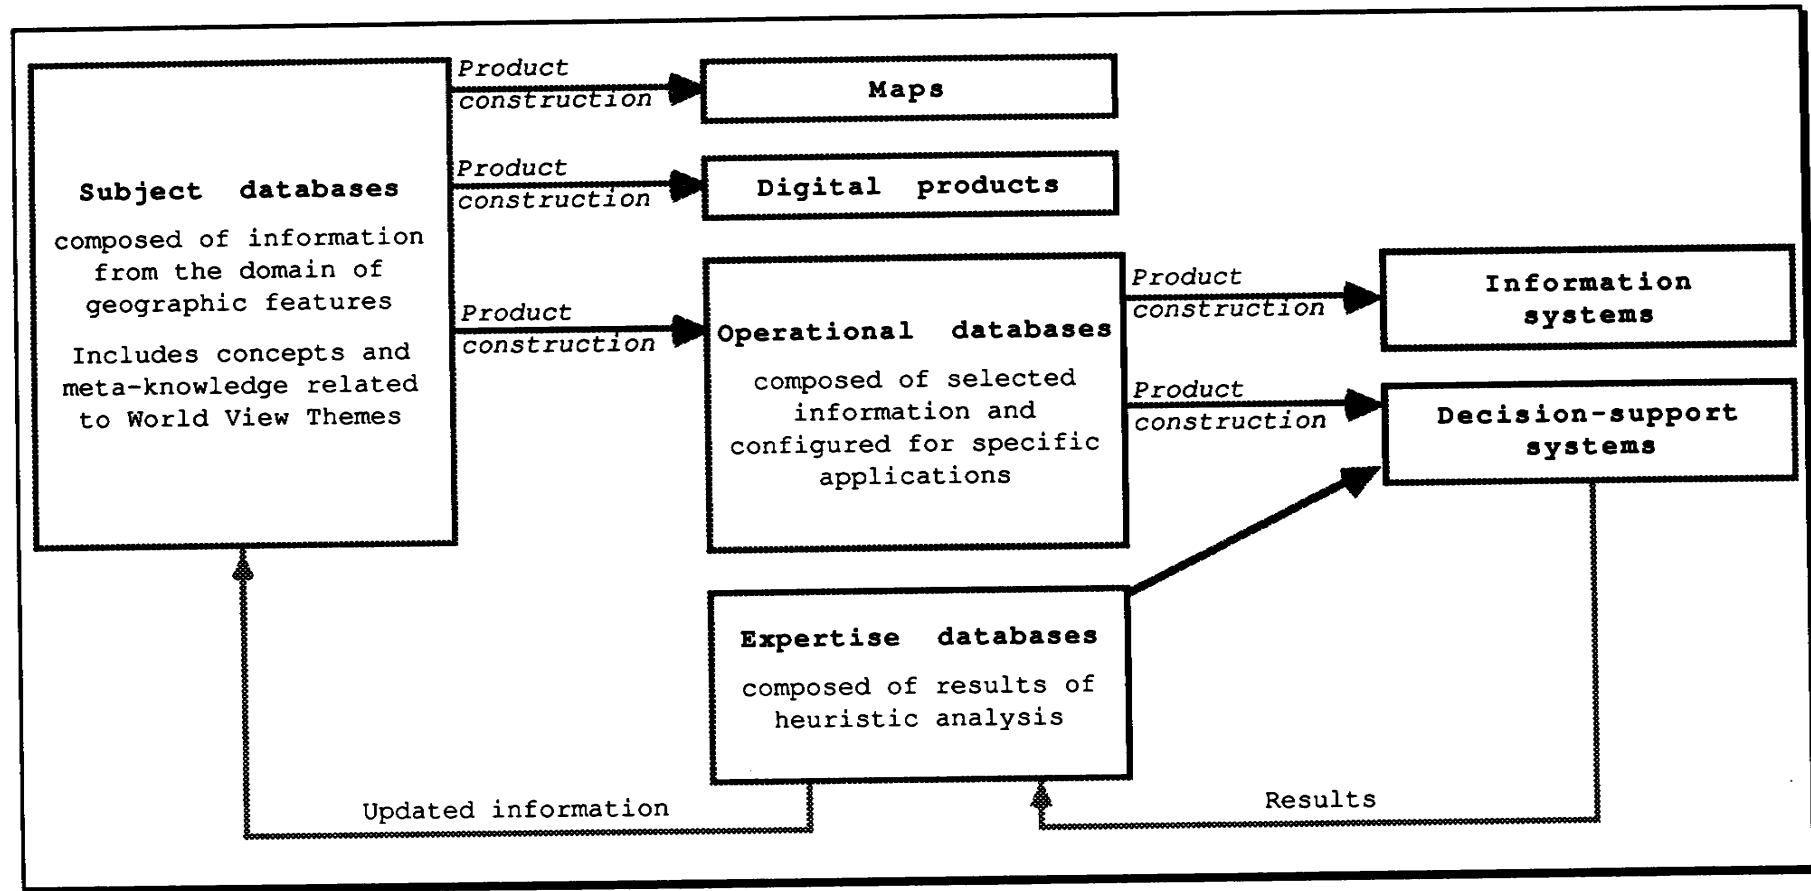 Product
construction
Maps
Product
construction
Digital products
Subject databases
composed of information
from the domain of
geographic features
Includes concepts and
meta-knowledge related
to World View Themes
Product
construction
Operational databases
composed of selected
information and
configured for specific
applications
Product
construction
Information
systems
Product
construction
Decision-support
systems
Expertise databases
composed of results of
heuristic analysis
Updated information
Results